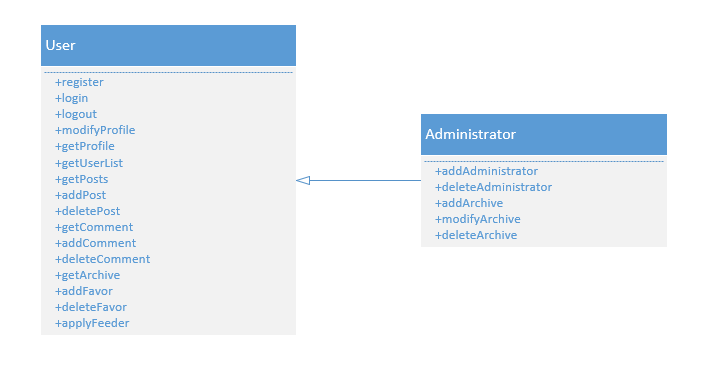 User
+register
+login
+logout
+modifyProfile
+getProfile
+getUserList
+getPosts
+addPost
+deletePost
+getComment
+addComment
+deleteComment
+getArchive
+addFavor
+deleteFavor
+applyFeeder
Administrator
+addAdministrator
+deleteAdministrator
+addArchive
+modifyArchive
+deleteArchive